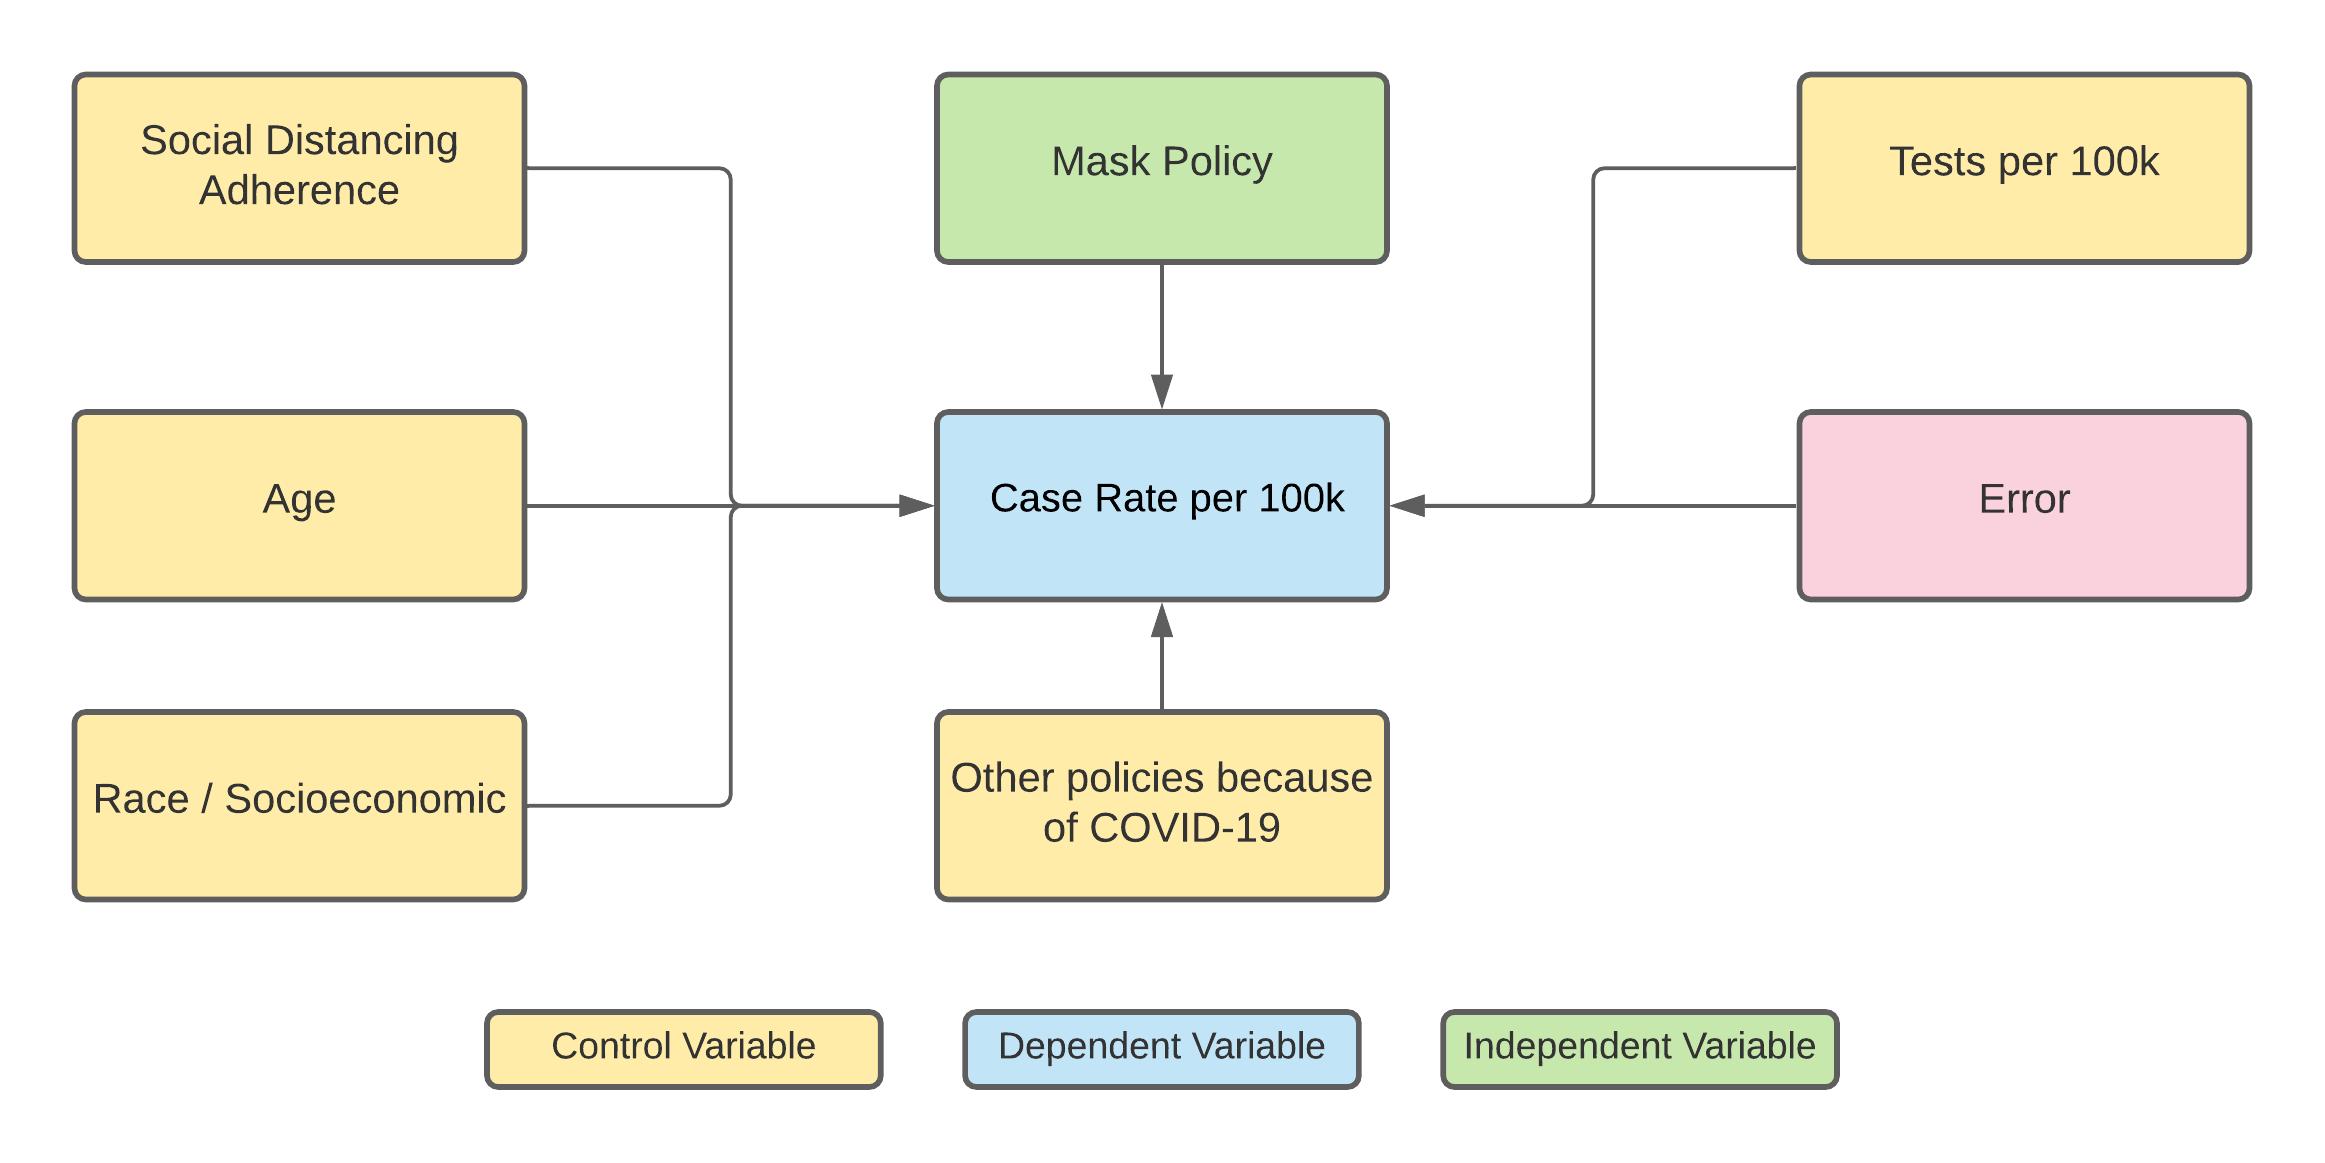 Social Distancing
Adherence
Mask Policy
Tests per 100k
Age
Case Rate per 100k
Error
Race / Socioeconomic
Other policies because
of COVID-19
Control Variable
Dependent Variable
Independent Variable